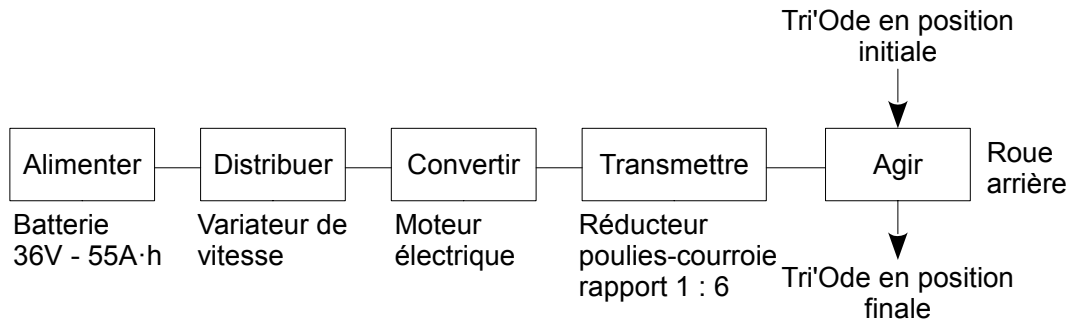 Tri'Ode en position
initiale
Alimenter
Distribuer
Convertir
Transmettre
Agir
Roue
arrière
Batterie
36V - 55A·h
Variateur de
vitesse
Moteur
électrique
Réducteur
poulies-courroie
rapport 1 : 6
Tri'Ode en position
finale